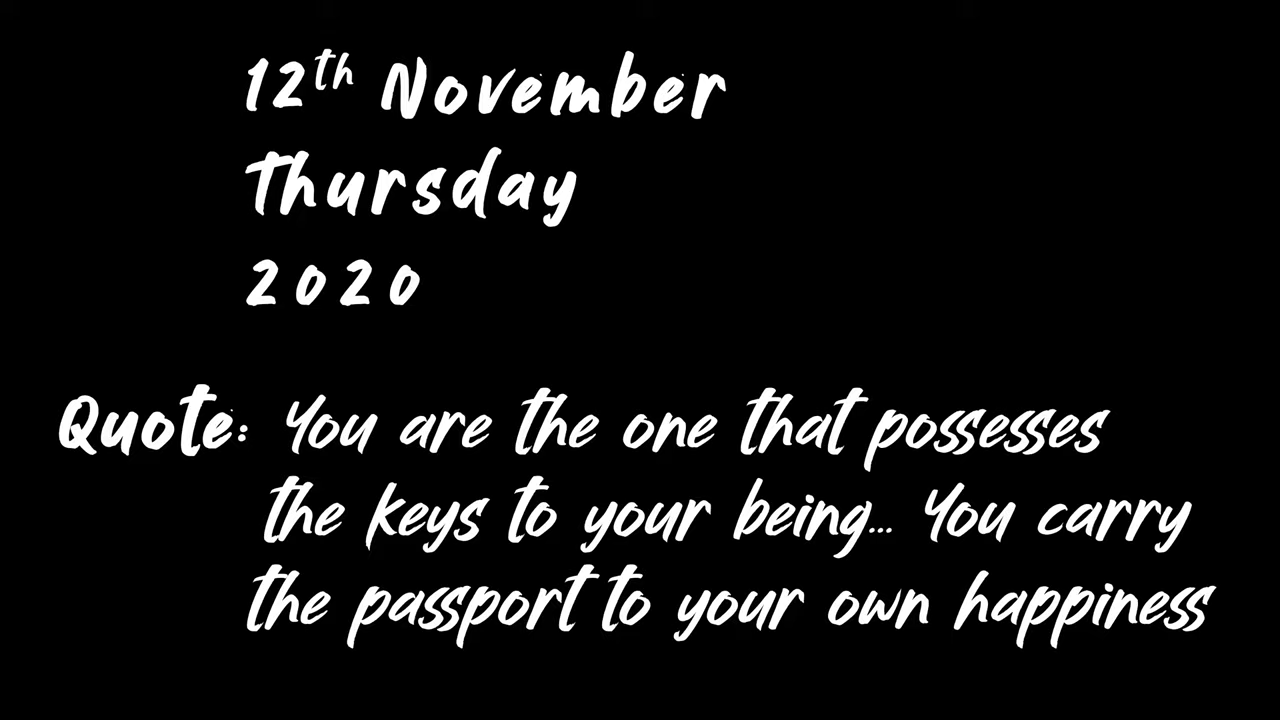 12th November
Thursday
2020
Quote: You are the one that possesses
the keys to your being... You carry
the passport to your own happiness